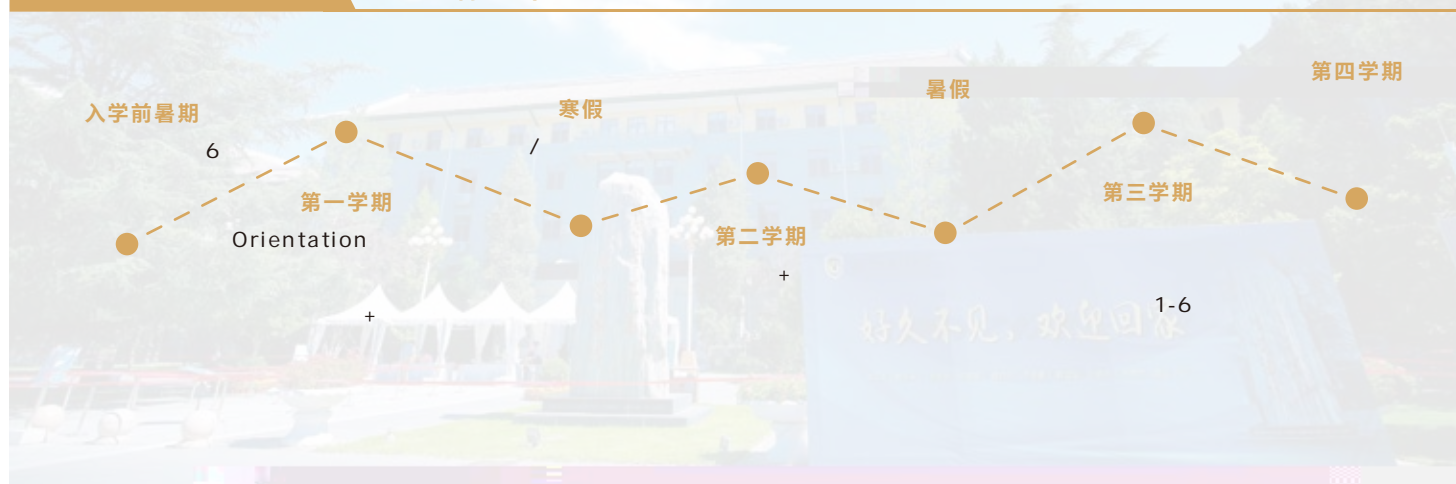 入学前暑期
6
第一学期
Orientation
+
寒假
/
第二学期
+
暑假
第三学期
1-6
第四学期
好久不见，欢迎回家